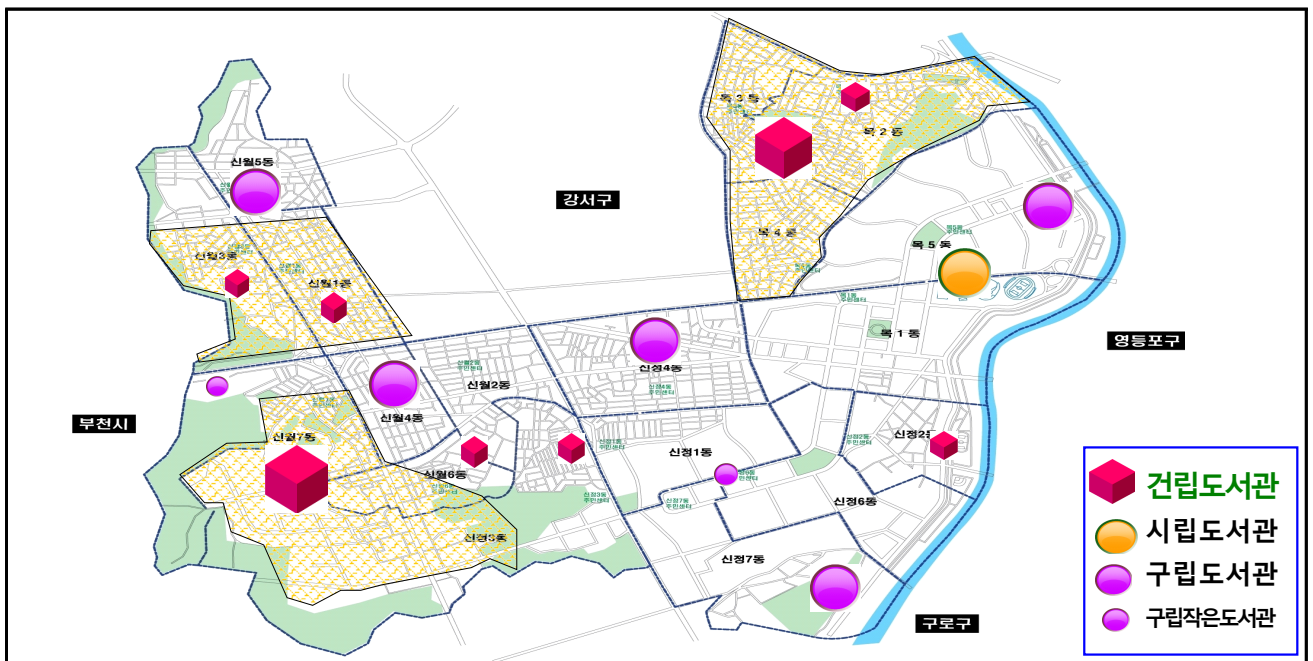 목 3 동
목 2 동
신월5동
강서구
목 4 동
신월3동
목 5 동
신월1동
목 1 동
영등포구
신월2동
신정4동
신월4동
부천시
신월7동
신정1동
신정2동
신월6동
신정6동
신정3동
신정7동
구로구
건립도서관
시립도서관
구립도서관
구립작은도서관